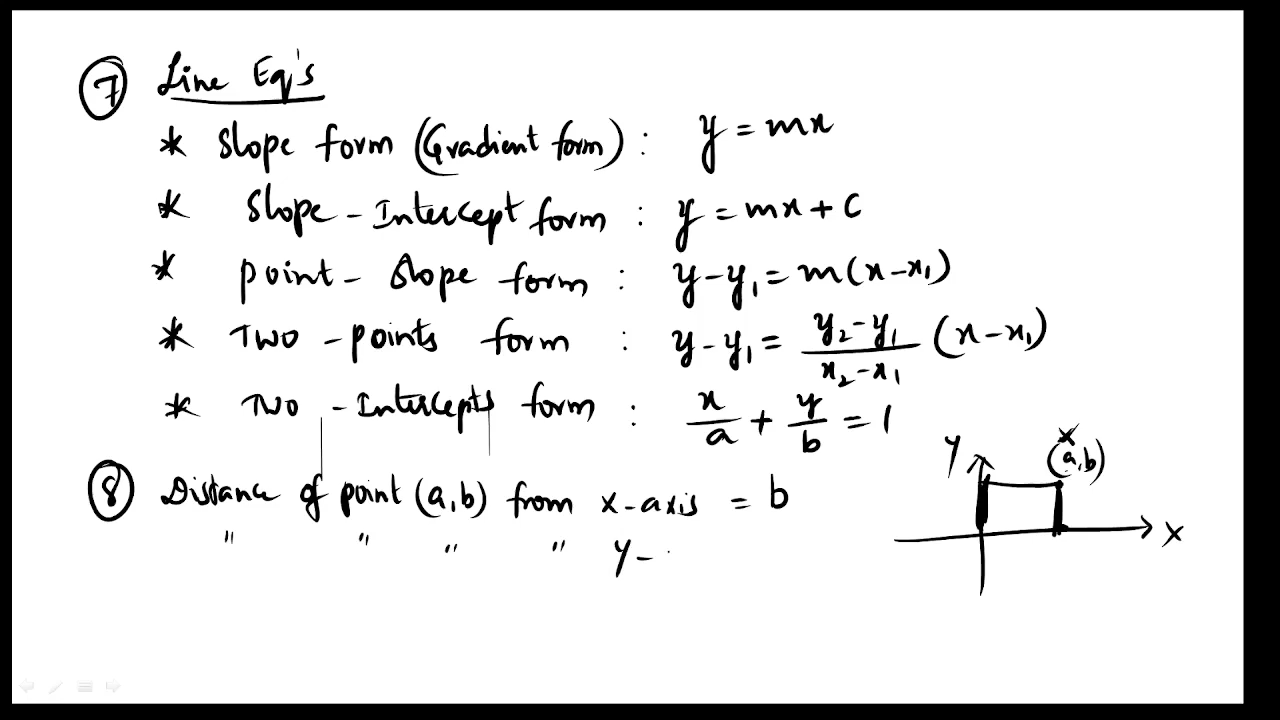 7 Line Eq's
* Slope form (Gradient form) : y = mx
* Slope - Intercept form : y = mx + c
* point - Slope form : y - y₁ = m(x - x₁)
* Two - points form : y - y₁ = y₂ - y₁ / x₂ - x₁ (x - x₁)
* Two - Intercepts form : x/a + y/b = 1
8 Distance of point (a,b) from x-axis = b
" " " " y -
y
x
(a,b)
x